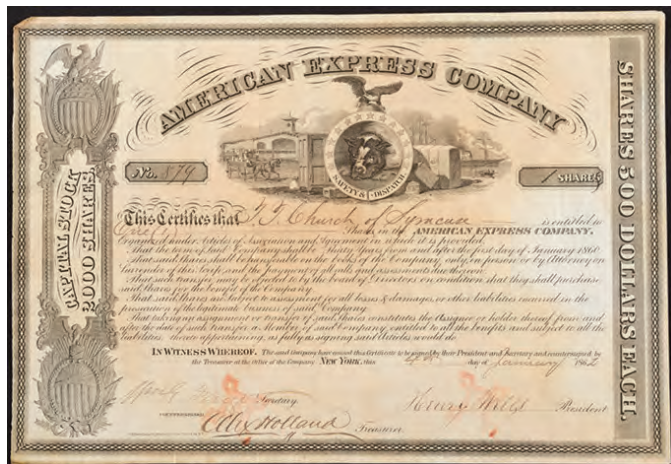 AMERICAN EXPRESS COMPANY
CAPITAL STOCK
2000 SHARES
SHARES 500 DOLLARS EACH.
No. 879
SAFETY & DISPATCH
1 SHARES
This Certifies that F. F. Church of Syracuse is entitled to
One (1) Shares in the AMERICAN EXPRESS COMPANY,
Organized under Articles of Association and Agreement in which it is provided.
That the term of said Company shall be Thirty Years from and after the first day of January 1860
That said Shares shall be transferable on the books of the Company, only in person or by Attorney on
surrender of this Scrip, and the payment of all calls and assessments due thereon.
That such transfer may be objected to by the board of Directors on condition that they shall purchase
said Shares for the benefit of the Company.
That said Shares are subject to assessment for all losses & damages, or other liabilities incurred in the
prosecution of the Express business of said Company.
That taking an assignment or transfer of said Shares constitutes the Assignee or holder thereof from and
after the date of such transfer a Member of said Company, entitled to all the benefits and subject to all the
liabilities thereto appertaining, as fully as signing said Articles would do.
IN WITNESS WHEREOF, The said Company have caused this Certificate to be signed by their President and Secretary and countersigned by
the Treasurer at the Office of the Company NEW YORK, this day of January 1862
Secretary Henry Wells President
Alex Holland Treasurer